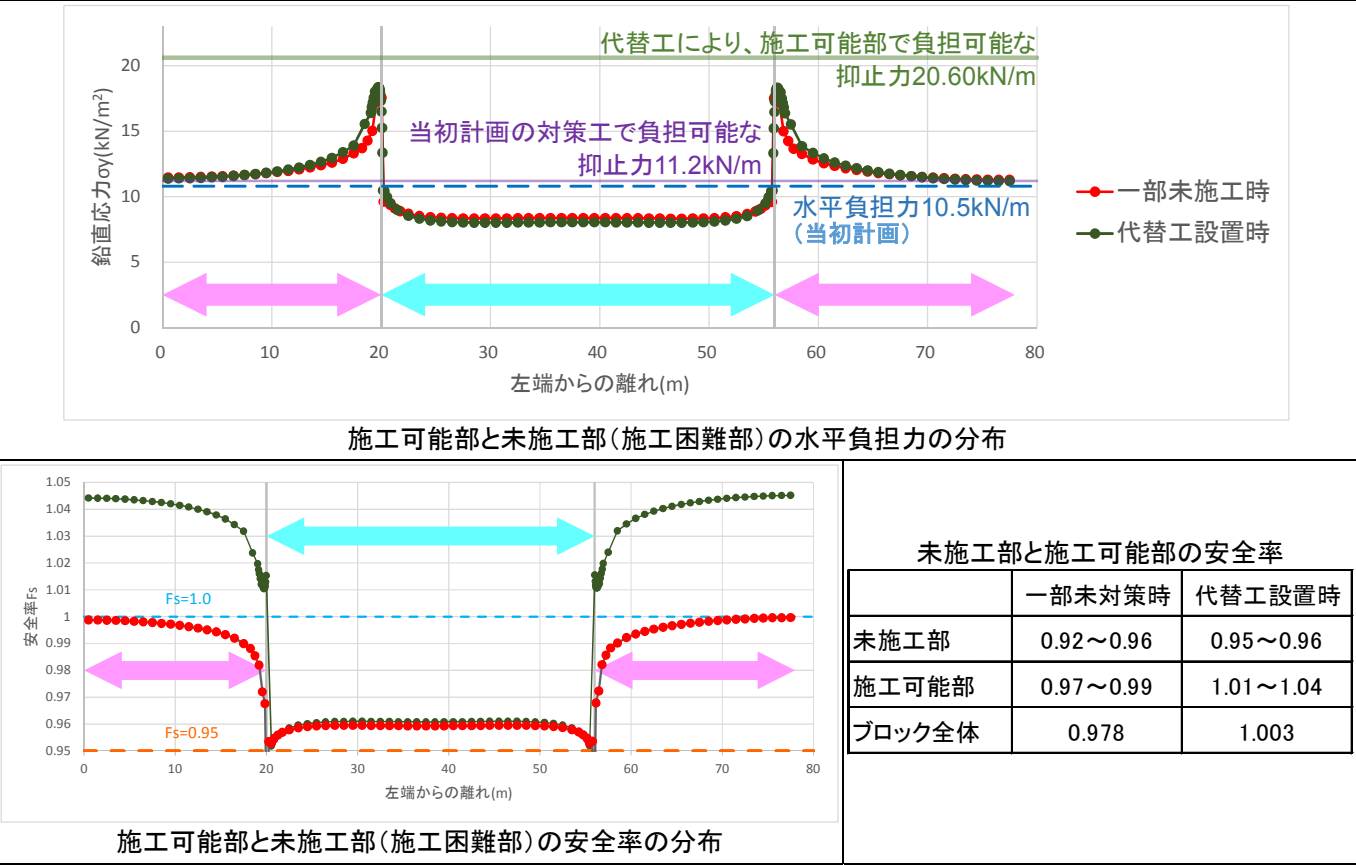 代替工により、施工可能部で負担可能な
抑止力20.60kN/m
当初計画の対策工で負担可能な
抑止力11.2kN/m
水平負担力10.5kN/m
（当初計画）
鉛直応力σy(kN/m²)
20
15
10
5
0
0 10 20 30 40 50 60 70 80
左端からの離れ(m)
一部未施工時
代替工設置時
施工可能部と未施工部（施工困難部）の水平負担力の分布
安全率Fs
1.05
1.04
1.03
1.02
1.01
1
0.99
0.98
0.97
0.96
0.95
Fs=1.0
Fs=0.95
0 10 20 30 40 50 60 70 80
左端からの離れ(m)
施工可能部と未施工部（施工困難部）の安全率の分布
未施工部と施工可能部の安全率
一部未対策時 代替工設置時
未施工部 0.92～0.96 0.95～0.96
施工可能部 0.97～0.99 1.01～1.04
ブロック全体 0.978 1.003